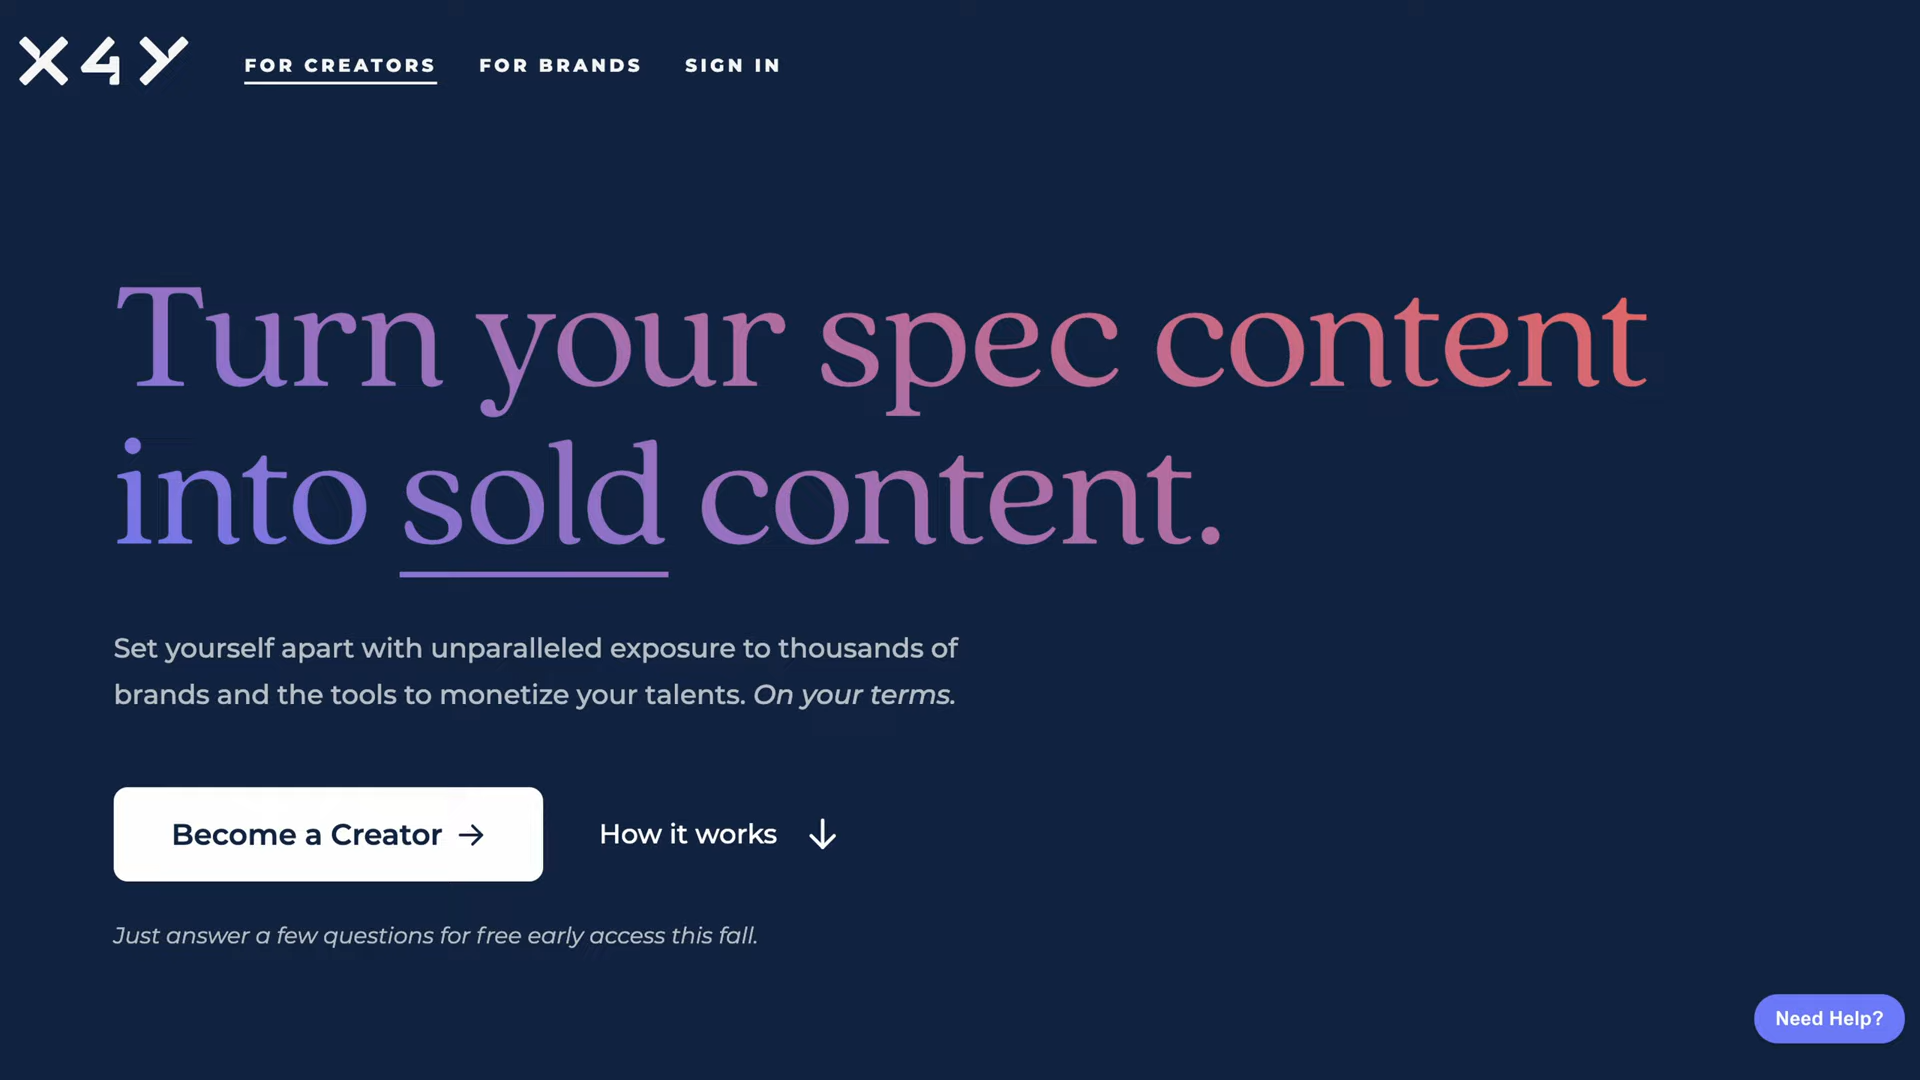 X4Y
FOR CREATORS
FOR BRANDS
SIGN IN
Turn your spec content
into sold content.
Set yourself apart with unparalleled exposure to thousands of
brands and the tools to monetize your talents. On your terms.
Become a Creator →
How it works ↓
Just answer a few questions for free early access this fall.
Need Help?